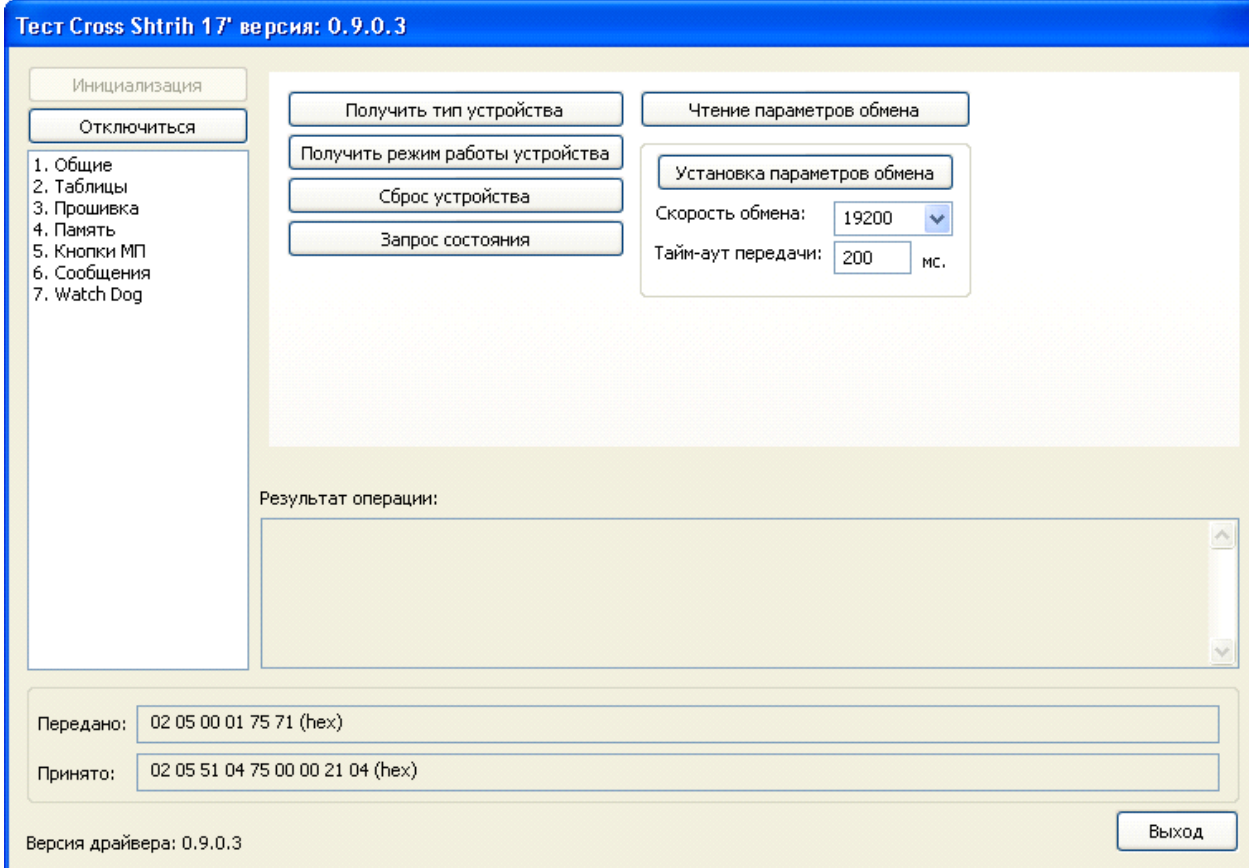 Тест Cross Shtrih 17' версия: 0.9.0.3
Инициализация
Отключиться
1. Общие
2. Таблицы
3. Прошивка
4. Память
5. Кнопки МП
6. Сообщения
7. Watch Dog
Получить тип устройства
Получить режим работы устройства
Сброс устройства
Запрос состояния
Чтение параметров обмена
Установка параметров обмена
Скорость обмена: 19200
Тайм-аут передачи: 200 мс.
Результат операции:
Передано: 02 05 00 01 75 71 (hex)
Принято: 02 05 51 04 75 00 00 21 04 (hex)
Версия драйвера: 0.9.0.3
Выход